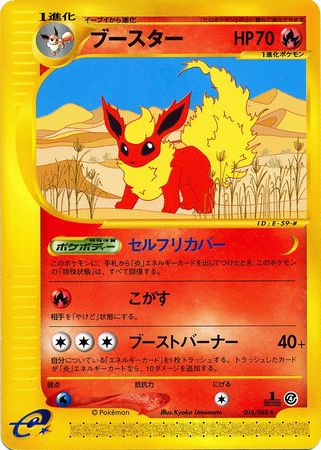 1進化
イーブイから進化
ブースター
HP70
1進化ポケモン
ID:E-59-#
特殊体質
ポケボディー
セルフリカバー
このポケモンに、手札から「炎」エネルギーカードを出してつけたとき、このポケモン
の「特殊状態」は、すべて回復する。
こがす
相手を「やけど」状態にする。
ブーストバーナー 40+
自分についている「エネルギーカード」を1枚トラッシュする。トラッシュしたカード
が「炎」エネルギーカードなら、10ダメージを追加する。
弱点 抵抗力 にげる
©Pokémon Illus.Kyoko Umemoto
1
EDITION
016/088★
e